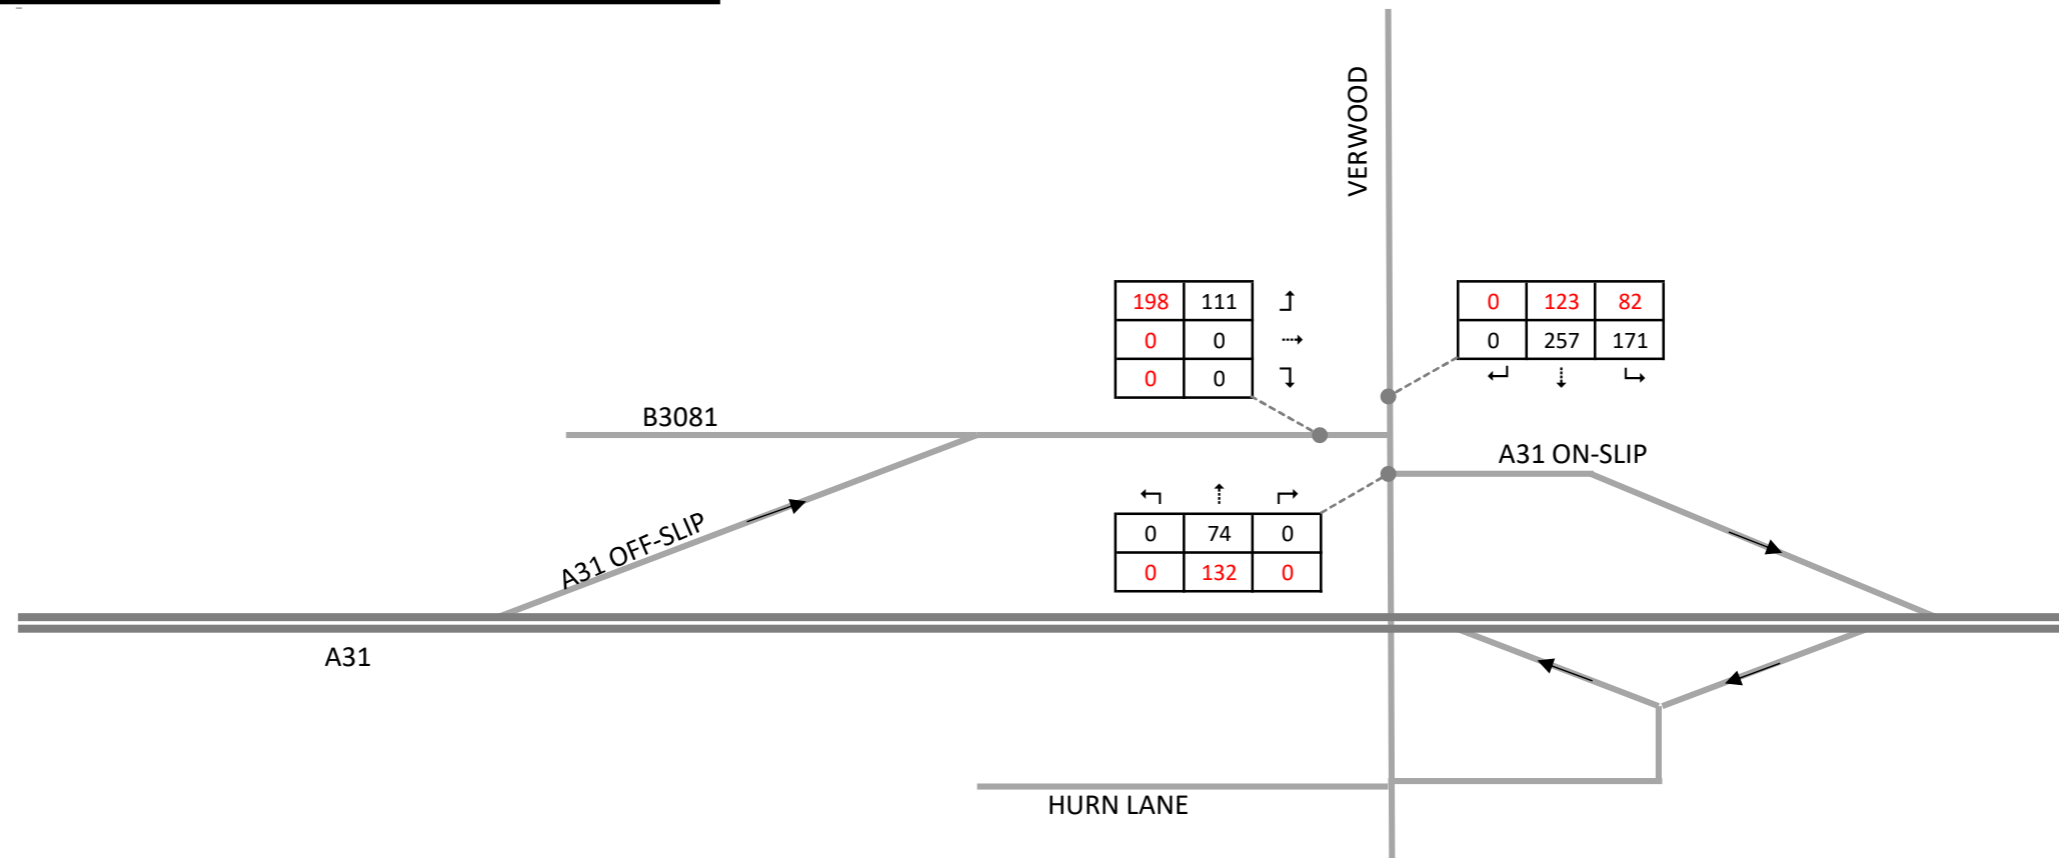 VERWOOD
198 111
0 0
0 0
0 123 82
0 257 171
B3081
A31 ON-SLIP
0 74 0
0 132 0
A31 OFF-SLIP
A31
HURN LANE